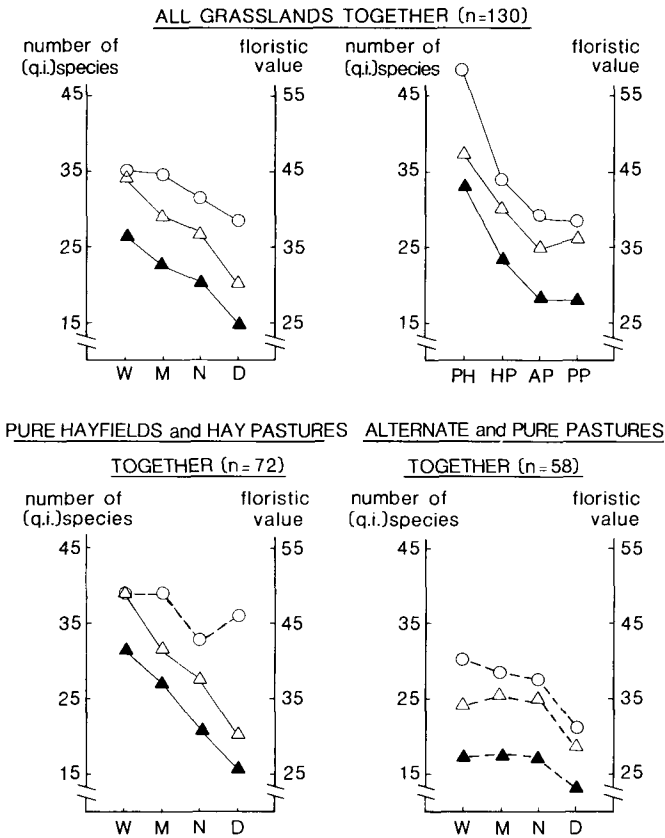 ALL GRASSLANDS TOGETHER (n=130)
number of (q.i.)species
floristic value
45
35
25
15
55
45
35
25
W M N D
number of (q.i.)species
floristic value
45
35
25
15
55
45
35
25
PH HP AP PP
PURE HAYFIELDS and HAY PASTURES
TOGETHER (n=72)
number of (q.i.)species
floristic value
45
35
25
15
55
45
35
25
W M N D
ALTERNATE and PURE PASTURES
TOGETHER (n=58)
number of (q.i.)species
floristic value
45
35
25
15
55
45
35
25
W M N D